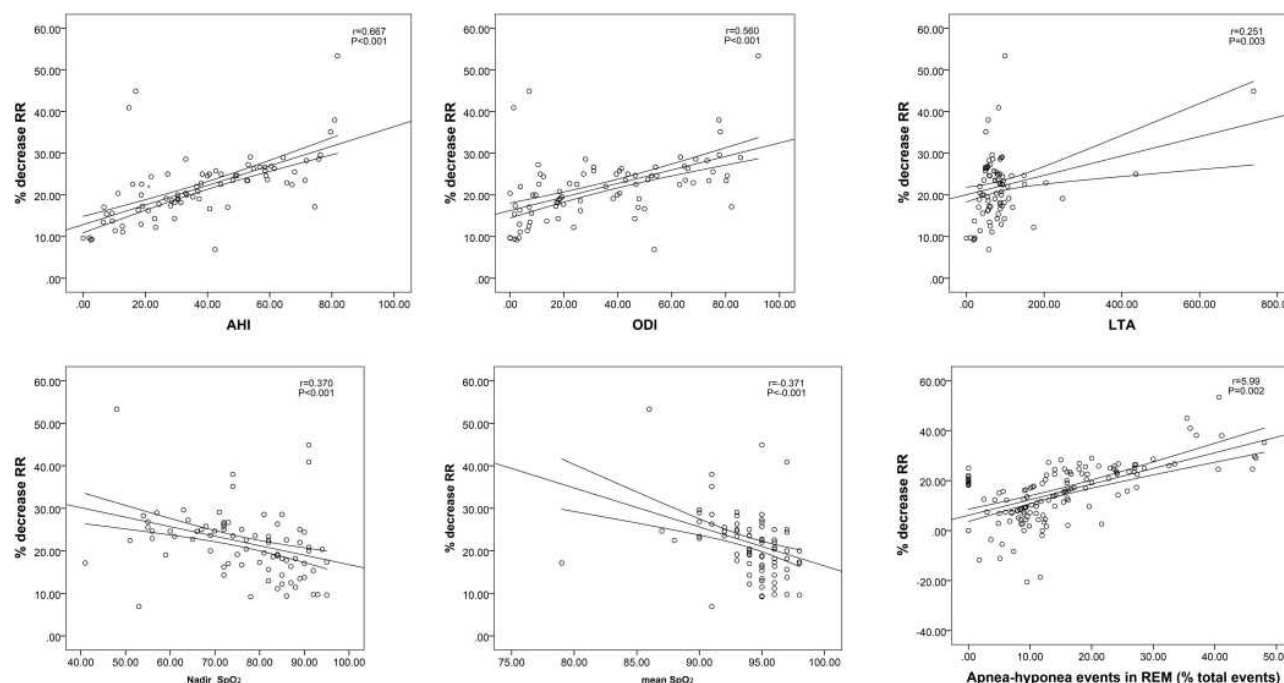 60.00
50.00
40.00
30.00
20.00
10.00
.00
% decrease RR
r=0.667
P<0.001
.00 20.00 40.00 60.00 80.00 100.00
AHI
60.00
50.00
40.00
30.00
20.00
10.00
.00
% decrease RR
r=0.560
P<0.001
.00 20.00 40.00 60.00 80.00 100.00
ODI
60.00
50.00
40.00
30.00
20.00
10.00
.00
% decrease RR
r=0.251
P=0.003
.00 200.00 400.00 600.00 800.0
LTA
60.00
50.00
40.00
30.00
20.00
10.00
.00
% decrease RR
r=0.370
P<0.001
40.00 50.00 60.00 70.00 80.00 90.00 100.00
Nadir SpO₂
60.00
50.00
40.00
30.00
20.00
10.00
.00
% decrease RR
r=-0.371
P<-0.001
75.00 80.00 85.00 90.00 95.00 100.00
mean SpO₂
60.00
40.00
20.00
.00
-20.00
-40.00
% decrease RR
r=5.99
P=0.002
.00 10.00 20.00 30.00 40.00 50.0
Apnea-hyponea events in REM (% total events)